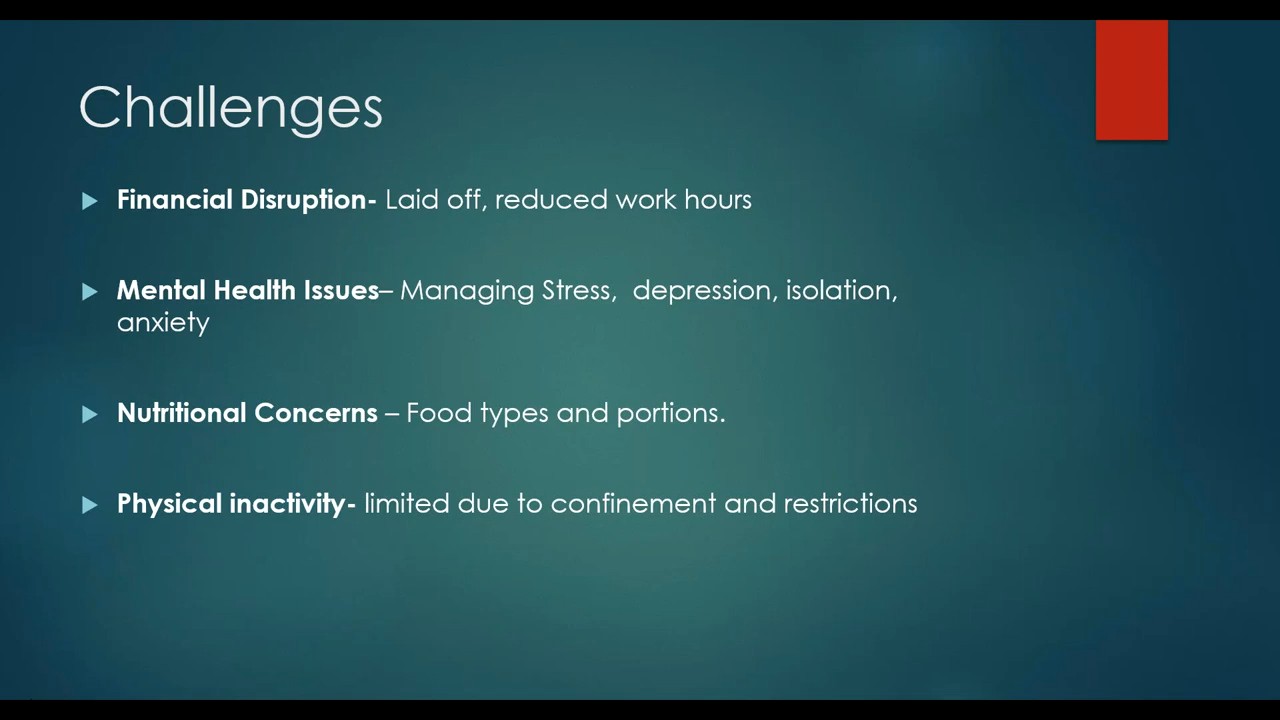 Challenges
Financial Disruption- Laid off, reduced work hours
Mental Health Issues– Managing Stress,  depression, isolation,
anxiety
Nutritional Concerns – Food types and portions.
Physical inactivity- limited due to confinement and restrictions